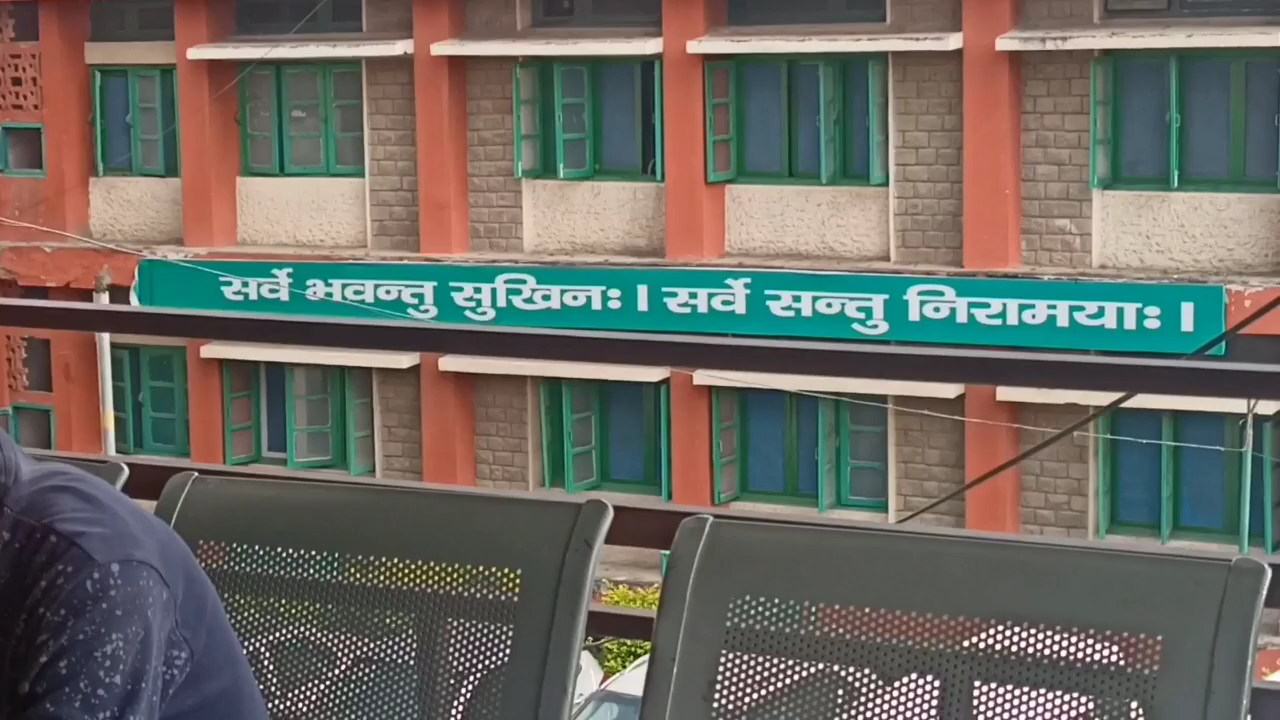 सर्वे भवन्तु सुखिनः । सर्वे सन्तु निरामयाः ।